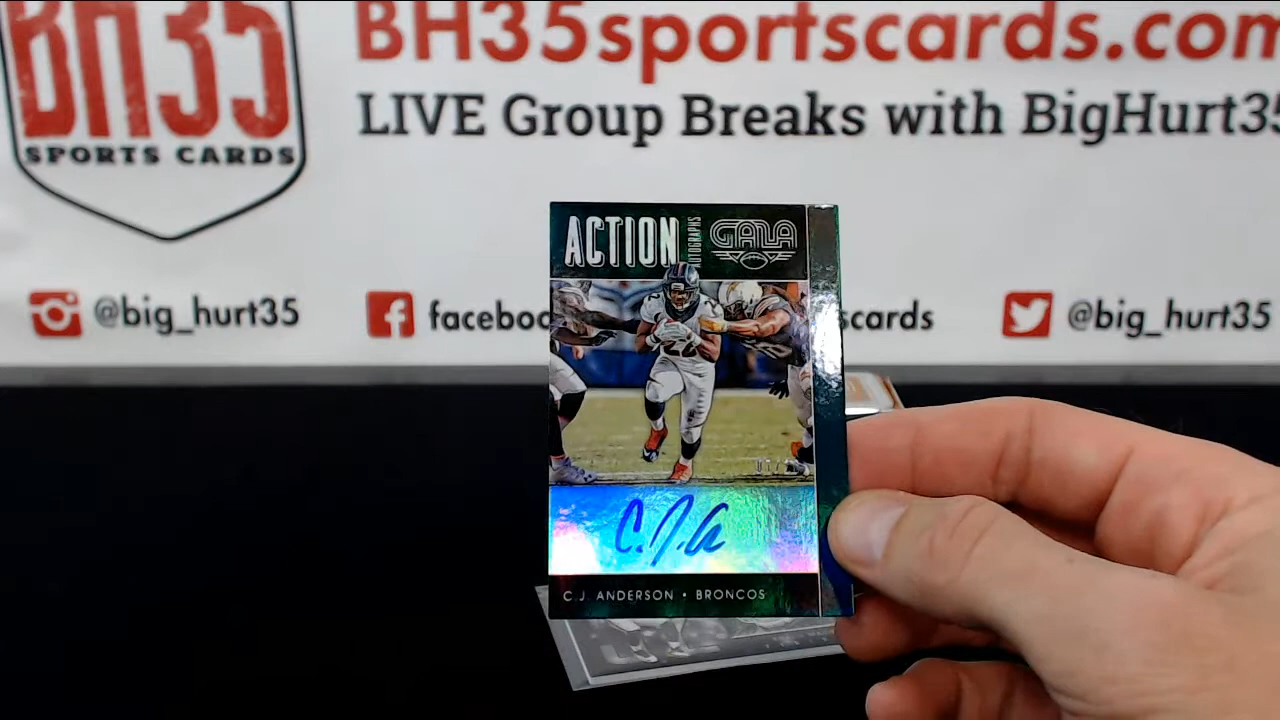 BH35
SPORTS CARDS
BH35sportscards.com
LIVE Group Breaks with BigHurt35
@big_hurt35
faceboo
scards
@big_hurt35
ACTION
AUTOGRAPHS
GALA
22
C.J.A
C.J. ANDERSON • BRONCOS